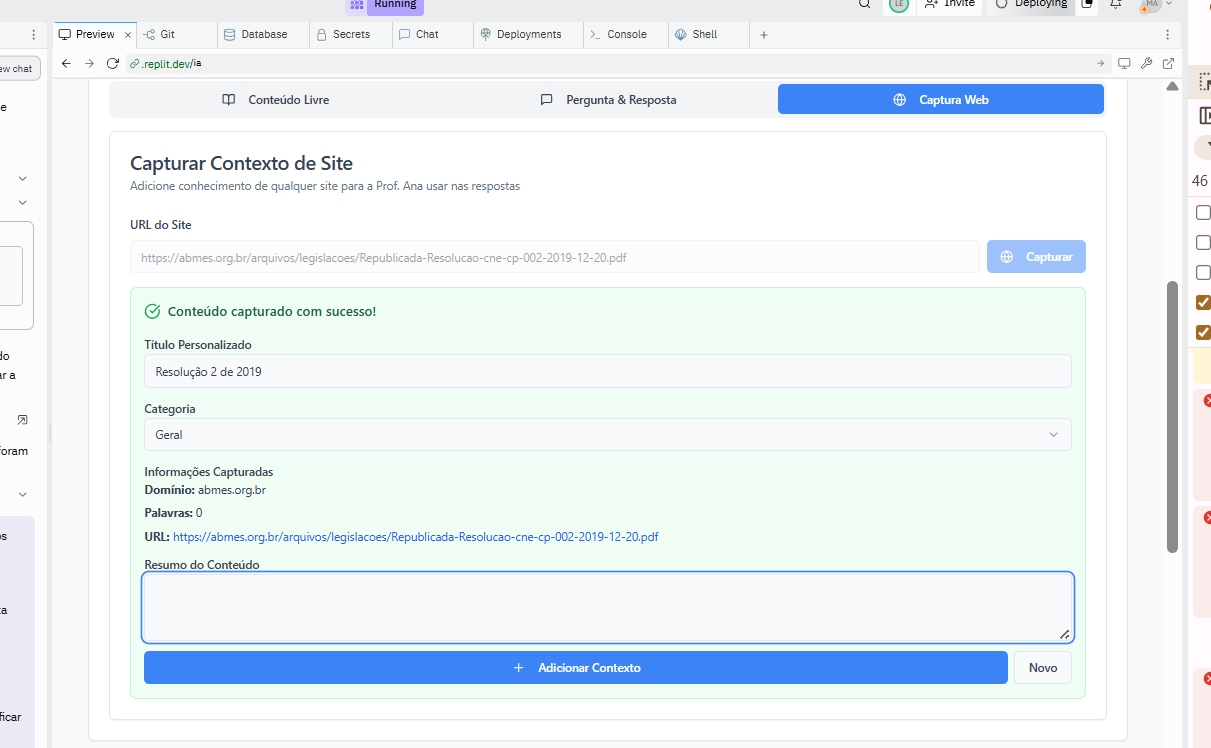 Running
LE
Invite
Deploying
MA
Preview
Git
Database
Secrets
Chat
Deployments
Console
Shell
ew chat
.replit.dev/ia
e
Conteúdo Livre
Pergunta & Resposta
Captura Web
Capturar Contexto de Site
Adicione conhecimento de qualquer site para a Prof. Ana usar nas respostas
46
URL do Site
https://abmes.org.br/arquivos/legislacoes/Republicada-Resolucao-cne-cp-002-2019-12-20.pdf
Capturar
Conteúdo capturado com sucesso!
Título Personalizado
do
Resolução 2 de 2019
ar a
Categoria
Geral
foram
Informações Capturadas
Domínio: abmes.org.br
Palavras: 0
URL: https://abmes.org.br/arquivos/legislacoes/Republicada-Resolucao-cne-cp-002-2019-12-20.pdf
os
Resumo do Conteúdo
ta
Adicionar Contexto
Novo
ficar